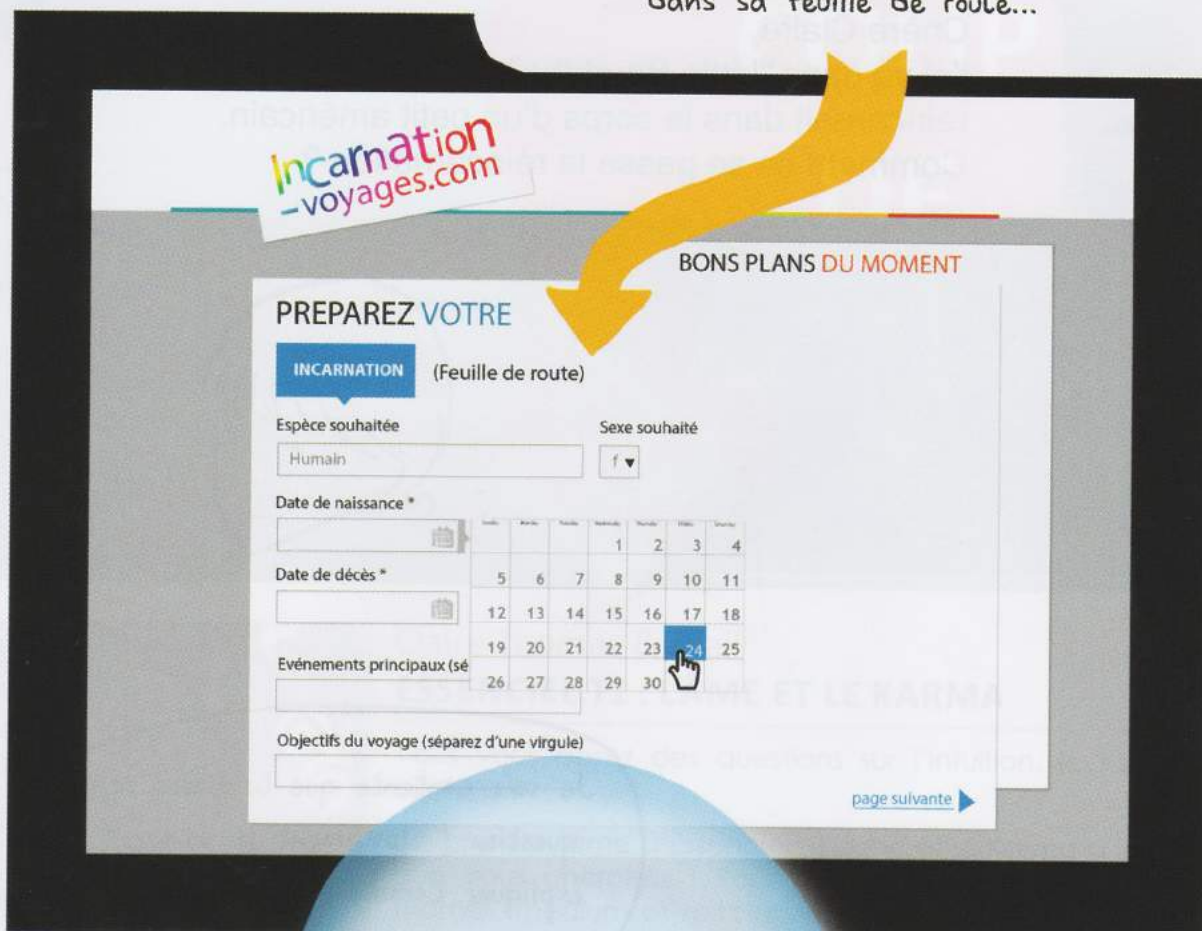 dans sa feuille de route...
Incarnation
-voyages.com
BONS PLANS DU MOMENT
PREPAREZ VOTRE
INCARNATION (Feuille de route)
Espèce souhaitée Sexe souhaité
Humain f
Date de naissance *
1 2 3 4
Date de décès *
5 6 7 8 9 10 11
12 13 14 15 16 17 18
19 20 21 22 23 24 25
Evénements principaux (sé
26 27 28 29 30
Objectifs du voyage (séparez d'une virgule)
page suivante